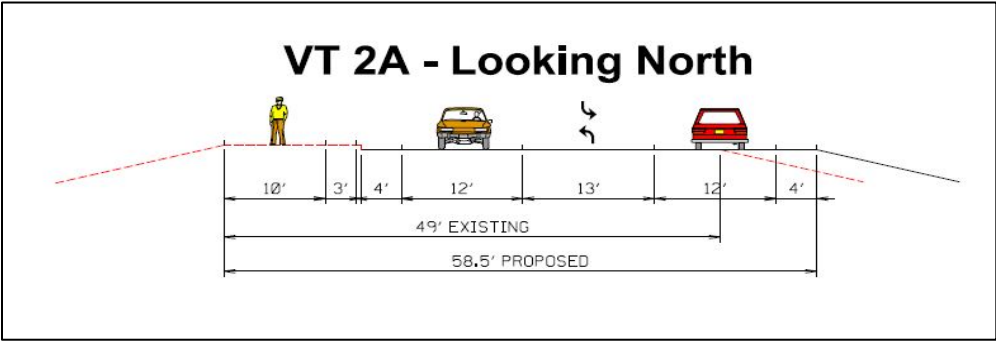 VT 2A - Looking North
10' 3' 4' 12' 13' 12' 4'
49' EXISTING
58.5' PROPOSED